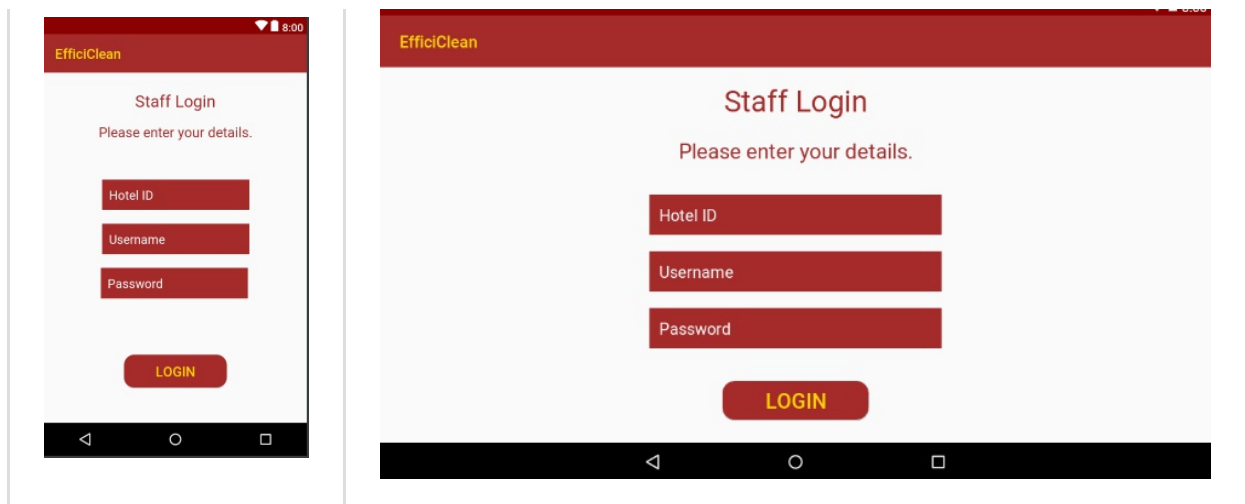 8:00
EfficiClean
Staff Login
Please enter your details.
Hotel ID
Username
Password
LOGIN
EfficiClean
Staff Login
Please enter your details.
Hotel ID
Username
Password
LOGIN